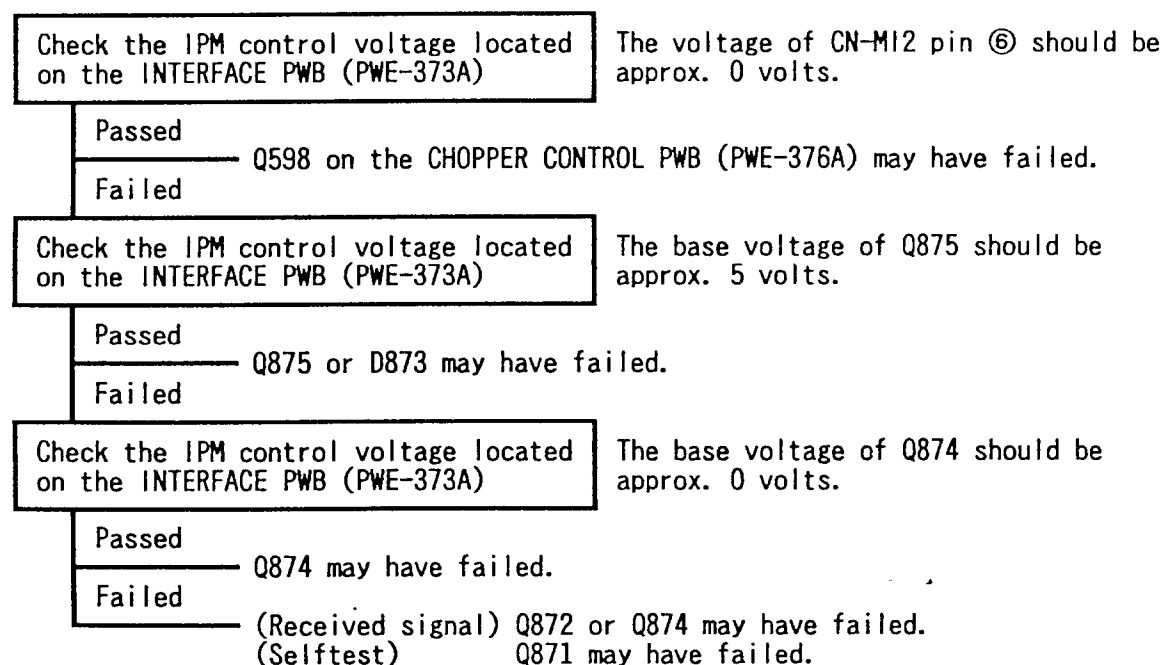 Check the IPM control voltage located
on the INTERFACE PWB (PWE-373A)
The voltage of CN-MI2 pin ⑥ should be
approx. 0 volts.
Passed
Q598 on the CHOPPER CONTROL PWB (PWE-376A) may have failed.
Failed
Check the IPM control voltage located
on the INTERFACE PWB (PWE-373A)
The base voltage of Q875 should be
approx. 5 volts.
Passed
Q875 or D873 may have failed.
Failed
Check the IPM control voltage located
on the INTERFACE PWB (PWE-373A)
The base voltage of Q874 should be
approx. 0 volts.
Passed
Q874 may have failed.
Failed
(Received signal) Q872 or Q874 may have failed.
(Selftest) Q871 may have failed.